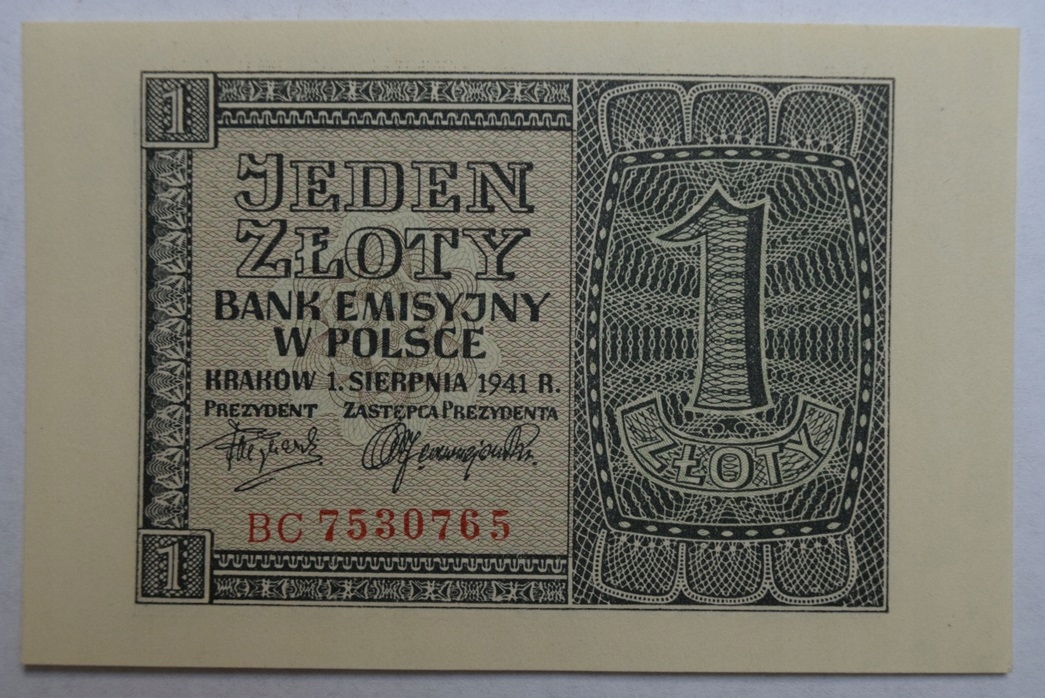 1
JEDEN
ZŁOTY
BANK EMISYJNY
W POLSCE
KRAKÓW 1. SIERPNIA 1941 R.
PREZYDENT ZASTĘPCA PREZYDENTA
BC 7530765
1
1
ZŁOTY